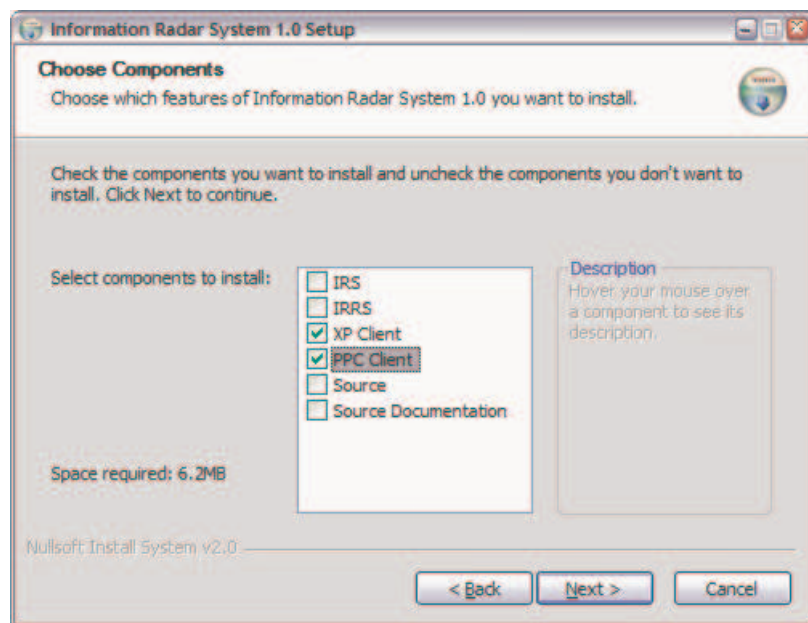 Information Radar System 1.0 Setup
Choose Components
Choose which features of Information Radar System 1.0 you want to install.
Check the components you want to install and uncheck the components you don't want to
install. Click Next to continue.
Select components to install:
IRS
IRRS
XP Client
PPC Client
Source
Source Documentation
Description
Hover your mouse over
a component to see its
description.
Space required: 6.2MB
Nullsoft Install System v2.0
< Back
Next >
Cancel